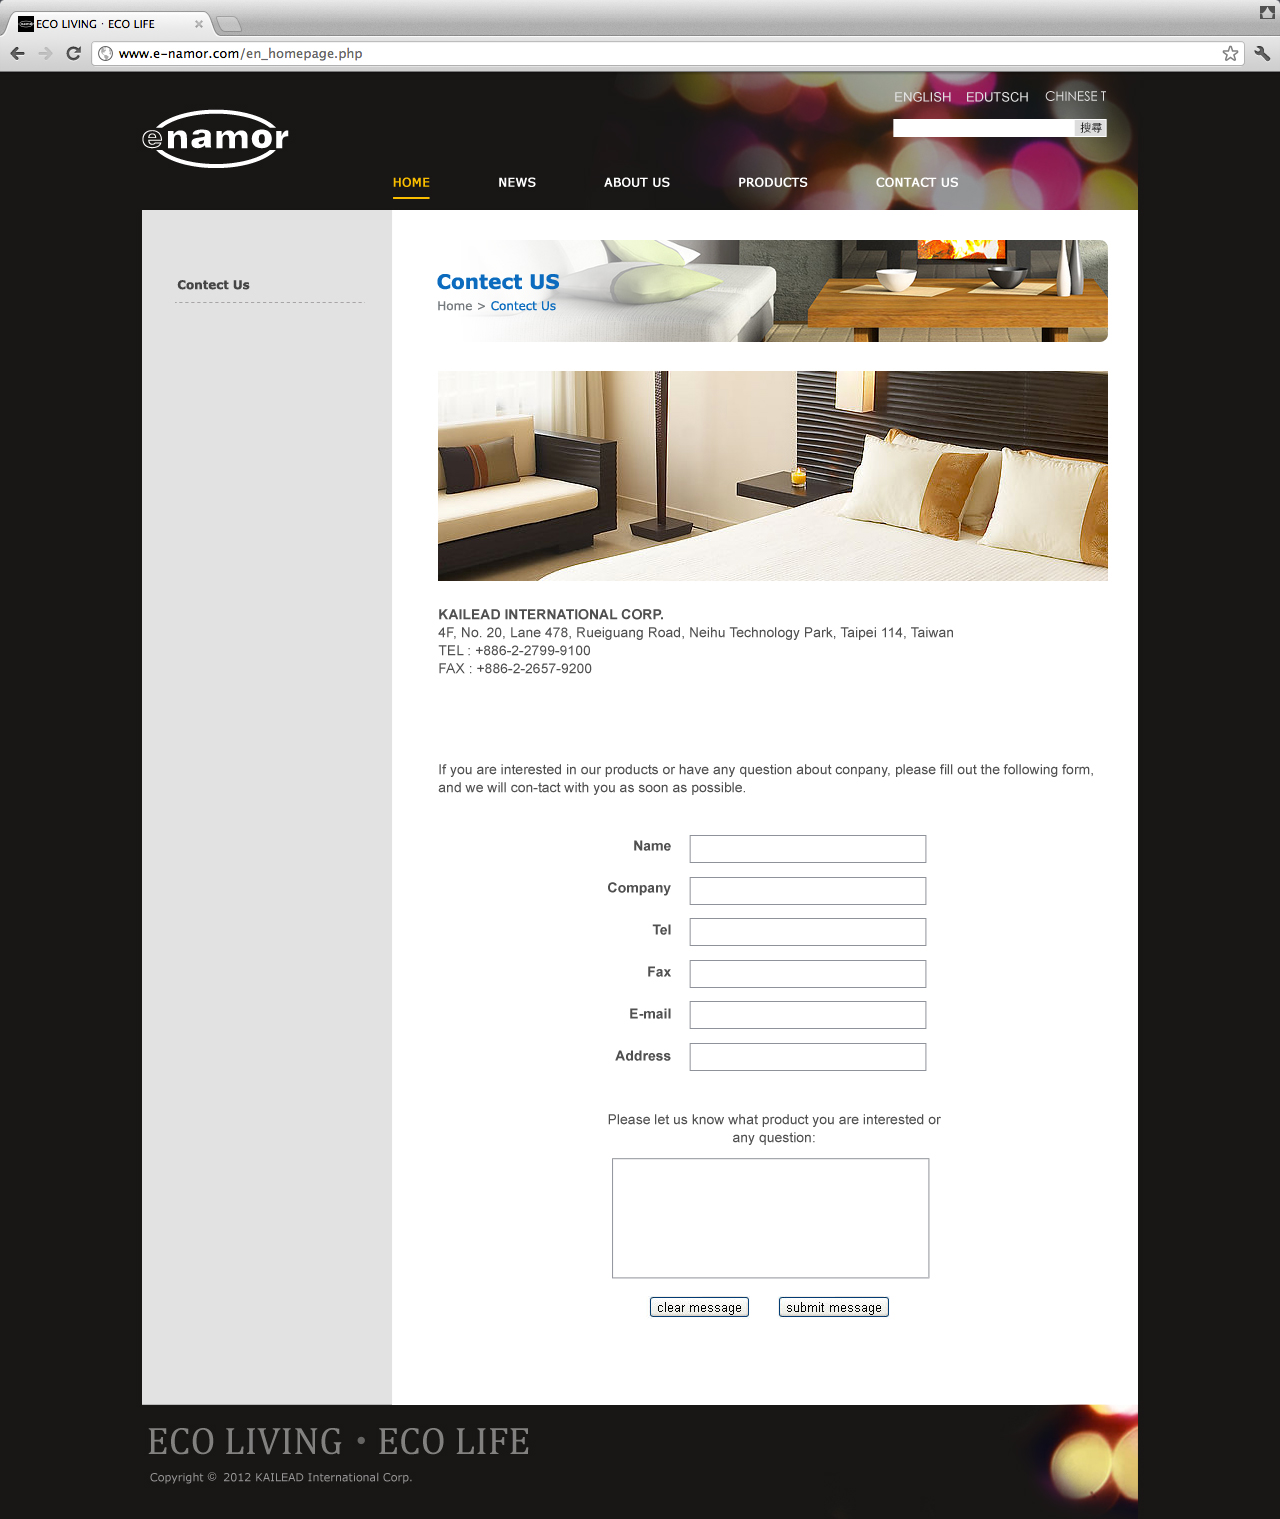 ECO LIVING · ECO LIFE
www.e-namor.com/en_homepage.php
ENGLISH EDUTSCH CHINESE T
enamor
搜尋
HOME NEWS ABOUT US PRODUCTS CONTACT US
Contect Us
Contect US
Home > Contect Us
KAILEAD INTERNATIONAL CORP.
4F, No. 20, Lane 478, Rueiguang Road, Neihu Technology Park, Taipei 114, Taiwan
TEL : +886-2-2799-9100
FAX : +886-2-2657-9200
If you are interested in our products or have any question about conpany, please fill out the following form,
and we will con-tact with you as soon as possible.
Name
Company
Tel
Fax
E-mail
Address
Please let us know what product you are interested or
any question:
clear message submit message
ECO LIVING · ECO LIFE
Copyright © 2012 KAILEAD International Corp.